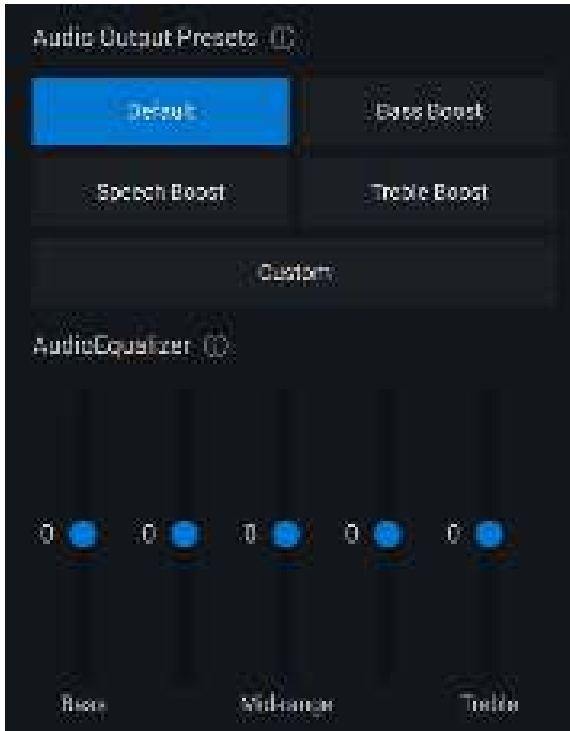 Audio Output Presets ⓘ
Default
Bass Boost
Speech Boost
Treble Boost
Custom
AudioEqualizer ⓘ
0 0 0 0 0
Bass Mid-range Treble